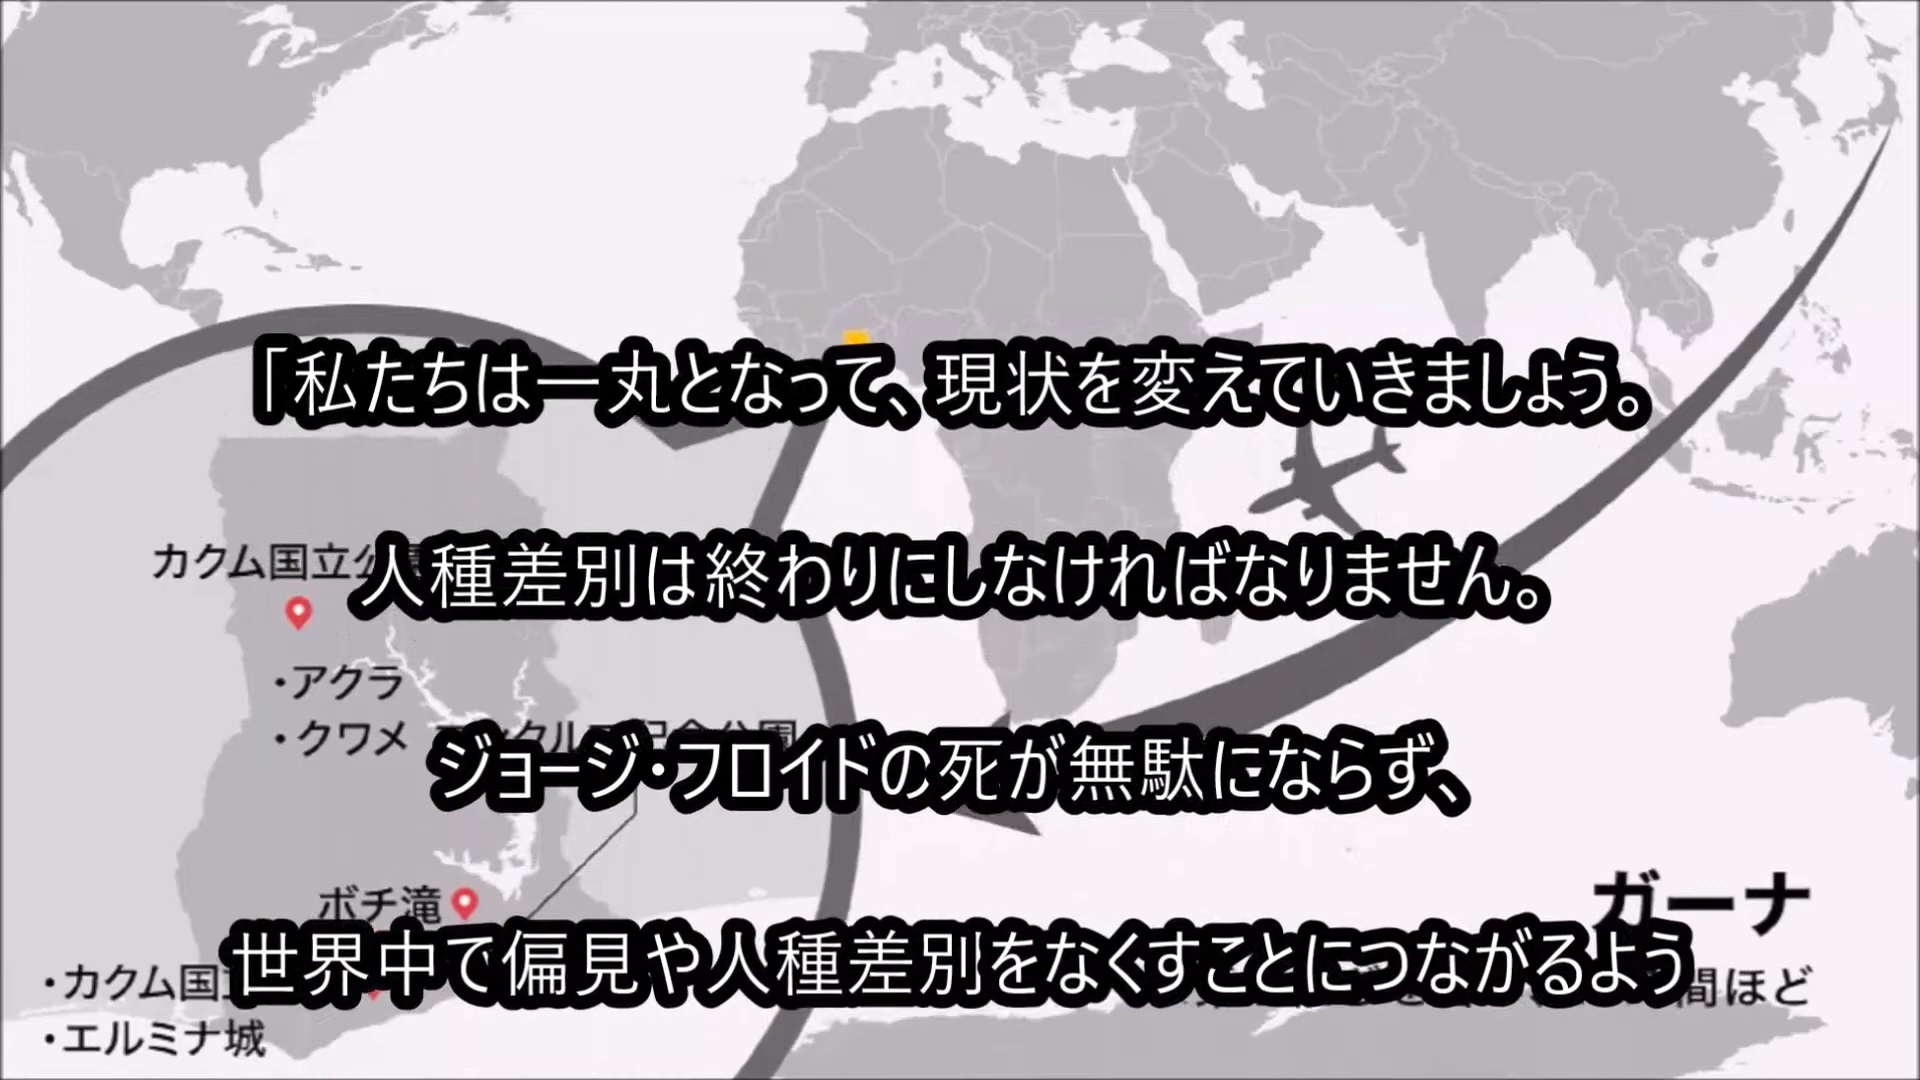 「私たちは一丸となって、現状を変えていきましょう。
カクム国立公園
人種差別は終わりにしなければなりません。
・アクラ
・クワメ
ジョージ・フロイドの死が無駄にならず、
ボチ滝
ガーナ
世界中で偏見や人種差別をなくすことにつながるよう
・カクム国立
間ほど
・エルミナ城